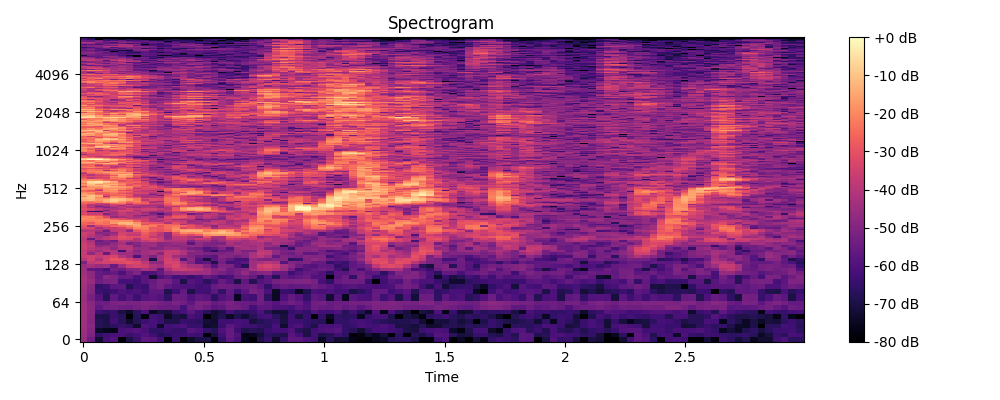 Spectrogram
Hz
4096
2048
1024
512
256
128
64
0
0
0.5
1
1.5
2
2.5
Time
+0 dB
-10 dB
-20 dB
-30 dB
-40 dB
-50 dB
-60 dB
-70 dB
-80 dB